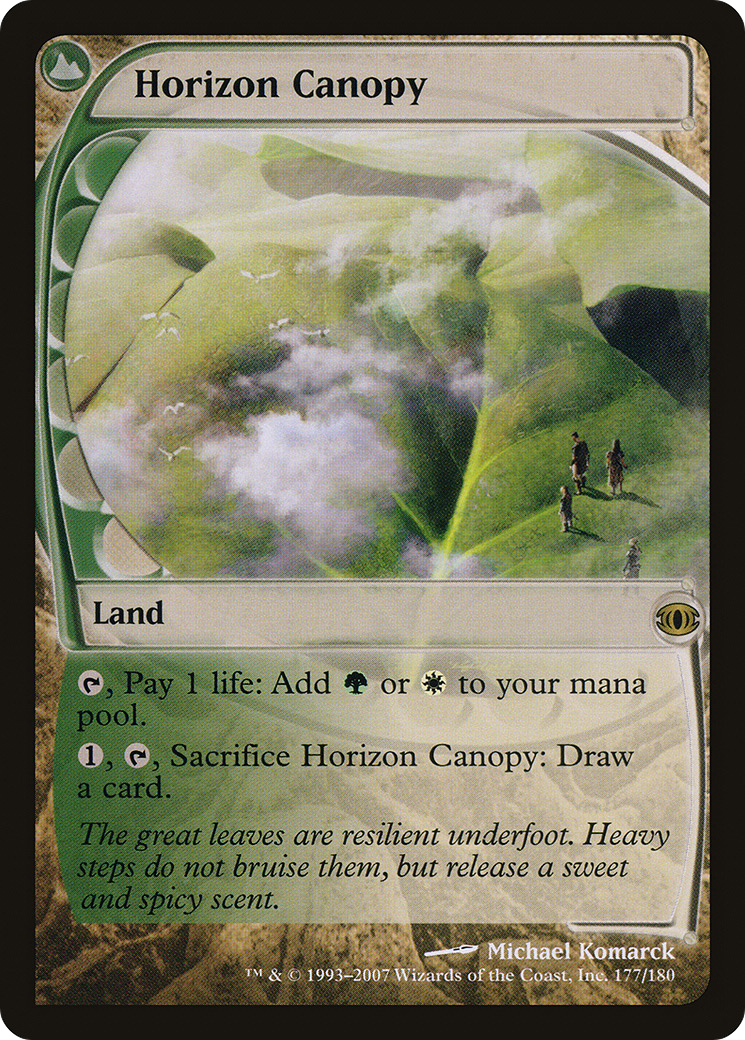 Horizon Canopy
Land
, Pay 1 life: Add or to your mana
pool.
1, , Sacrifice Horizon Canopy: Draw
a card.
The great leaves are resilient underfoot. Heavy
steps do not bruise them, but release a sweet
and spicy scent.
Michael Komarck
™ & © 1993–2007 Wizards of the Coast, Inc. 177/180